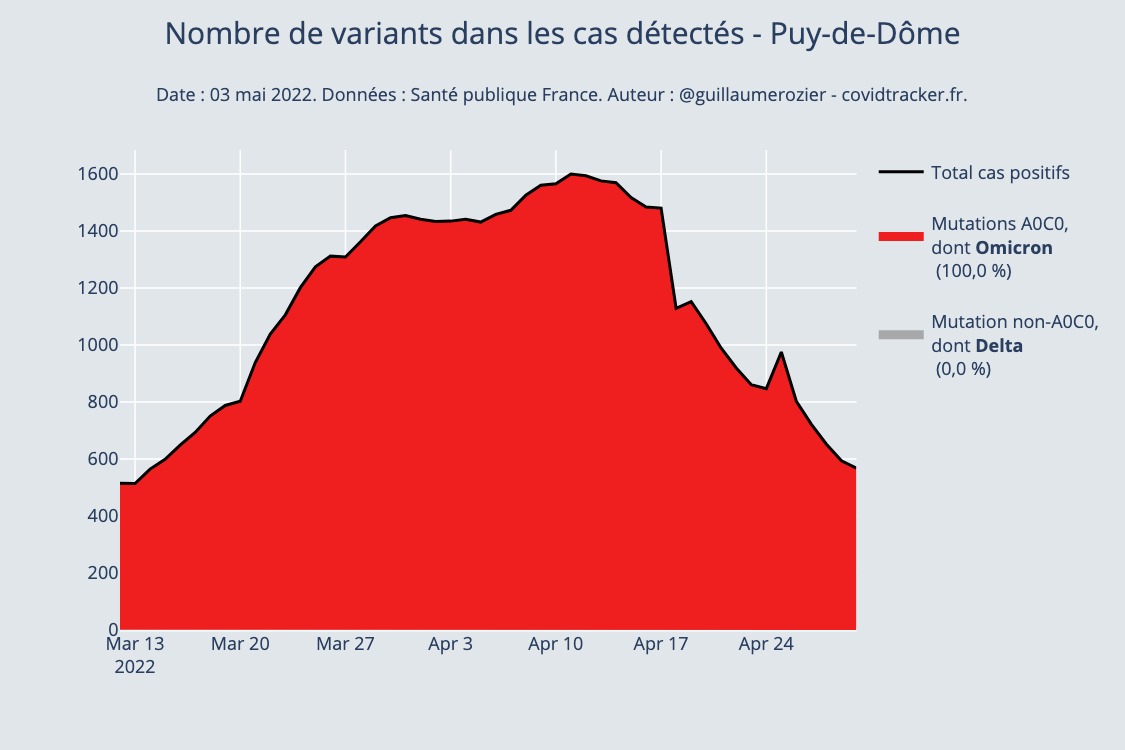 Nombre de variants dans les cas détectés - Puy-de-Dôme
Date : 03 mai 2022. Données : Santé publique France. Auteur : @guillaumerozier - covidtracker.fr.
1600
1400
1200
1000
800
600
400
200
0
Mar 13
2022
Mar 20
Mar 27
Apr 3
Apr 10
Apr 17
Apr 24
Total cas positifs
Mutations A0C0,
dont Omicron
(100,0 %)
Mutation non-A0C0,
dont Delta
(0,0 %)